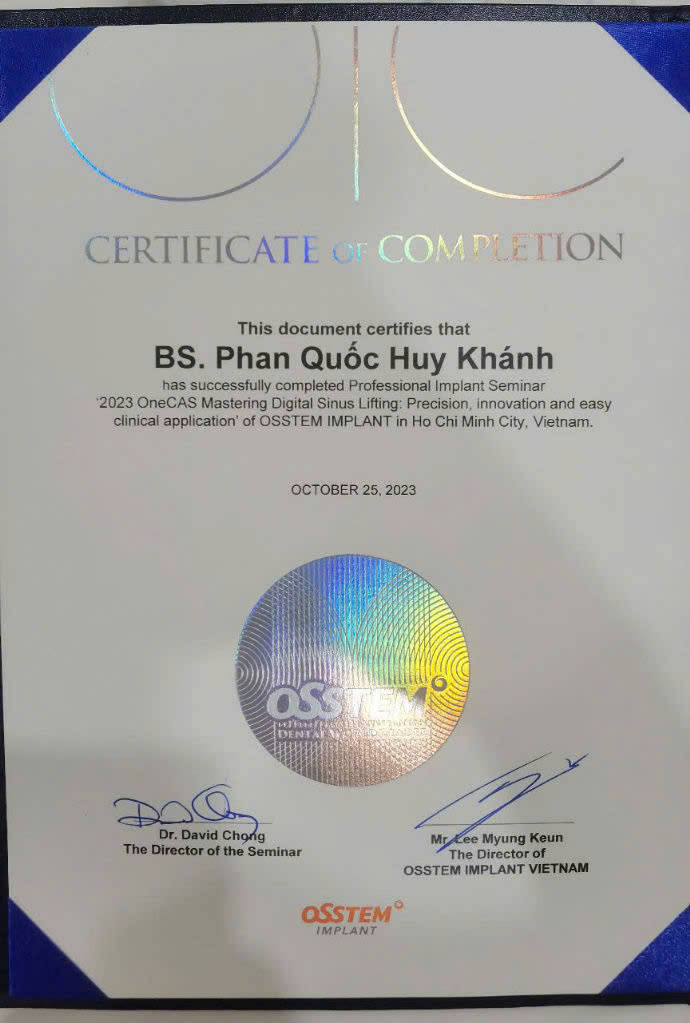 CERTIFICATE OF COMPLETION
This document certifies that
BS. Phan Quốc Huy Khánh
has successfully completed Professional Implant Seminar
‘2023 OneCAS Mastering Digital Sinus Lifting: Precision, innovation and easy
clinical application’ of OSSTEM IMPLANT in Ho Chi Minh City, Vietnam.
OCTOBER 25, 2023
OSSTEM
DENTAL
Dr. David Chong
The Director of the Seminar
Mr. Lee Myung Keun
The Director of
OSSTEM IMPLANT VIETNAM
OSSTEM
IMPLANT